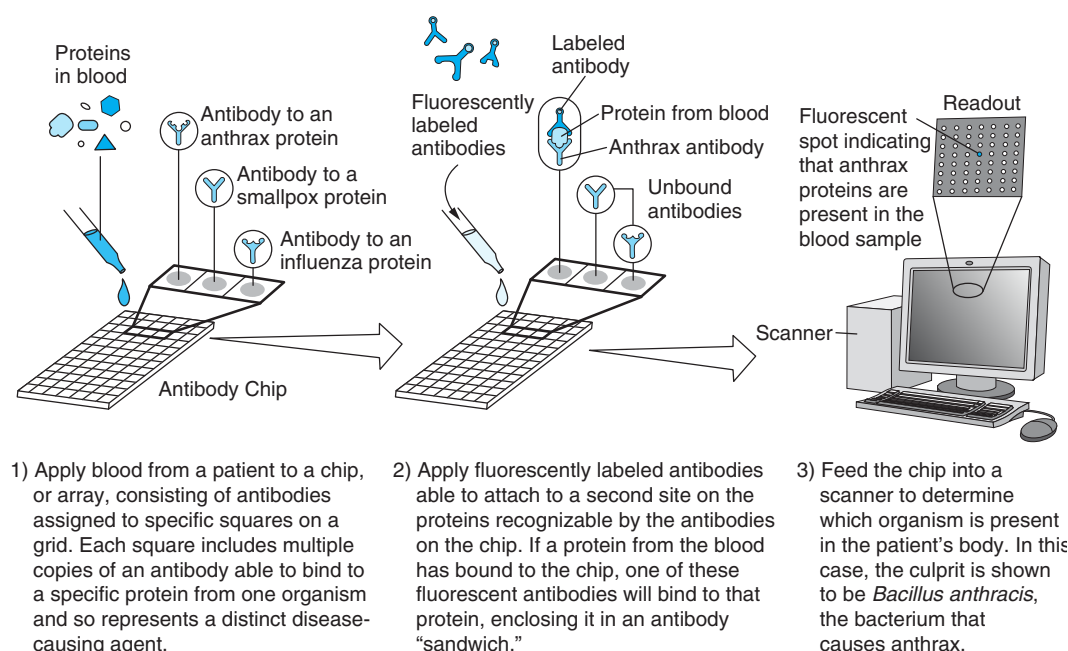 Proteins
in blood
Antibody to an
anthrax protein
Antibody to a
smallpox protein
Antibody to an
influenza protein
Antibody Chip
Fluorescently
labeled
antibodies
Labeled
antibody
Protein from blood
Anthrax antibody
Unbound
antibodies
Readout
Fluorescent
spot indicating
that anthrax
proteins are
present in the
blood sample
Scanner
1) Apply blood from a patient to a chip,
or array, consisting of antibodies
assigned to specific squares on a
grid. Each square includes multiple
copies of an antibody able to bind to
a specific protein from one organism
and so represents a distinct disease-
causing agent.
2) Apply fluorescently labeled antibodies
able to attach to a second site on the
proteins recognizable by the antibodies
on the chip. If a protein from the blood
has bound to the chip, one of these
fluorescent antibodies will bind to that
protein, enclosing it in an antibody
“sandwich.”
3) Feed the chip into a
scanner to determine
which organism is present
in the patient’s body. In this
case, the culprit is shown
to be Bacillus anthracis,
the bacterium that
causes anthrax.